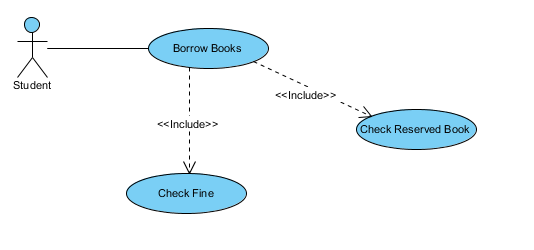 Borrow Books
Student
<<Include>>
<<Include>>
Check Reserved Book
Check Fine